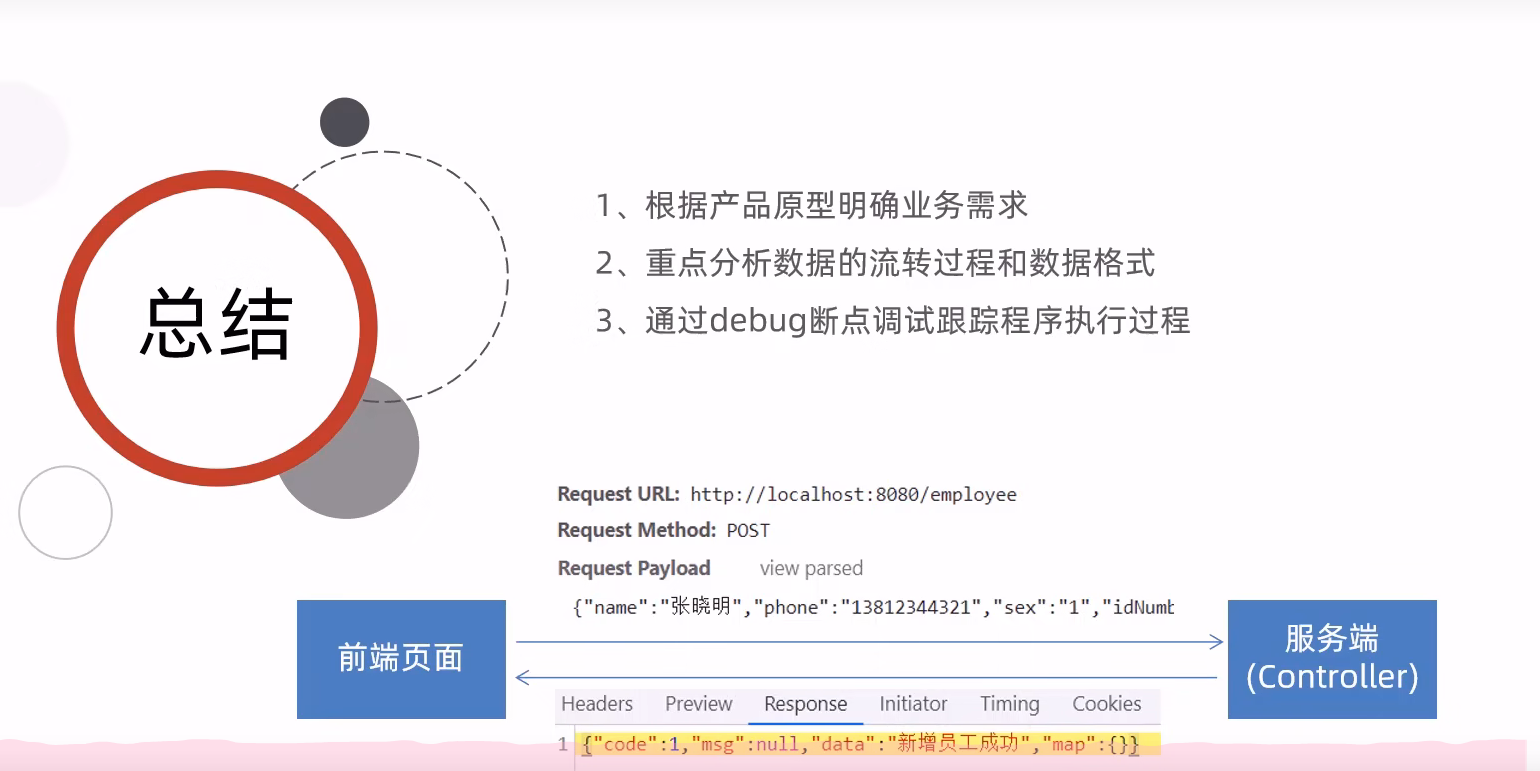 总结
1、根据产品原型明确业务需求
2、重点分析数据的流转过程和数据格式
3、通过debug断点调试跟踪程序执行过程
Request URL: http://localhost:8080/employee
Request Method: POST
Request Payload view parsed
{"name":"张晓明","phone":"13812344321","sex":"1","idNumb
前端页面
服务端
(Controller)
Headers Preview Response Initiator Timing Cookies
1 {"code":1,"msg":null,"data":"新增员工成功","map":{}}